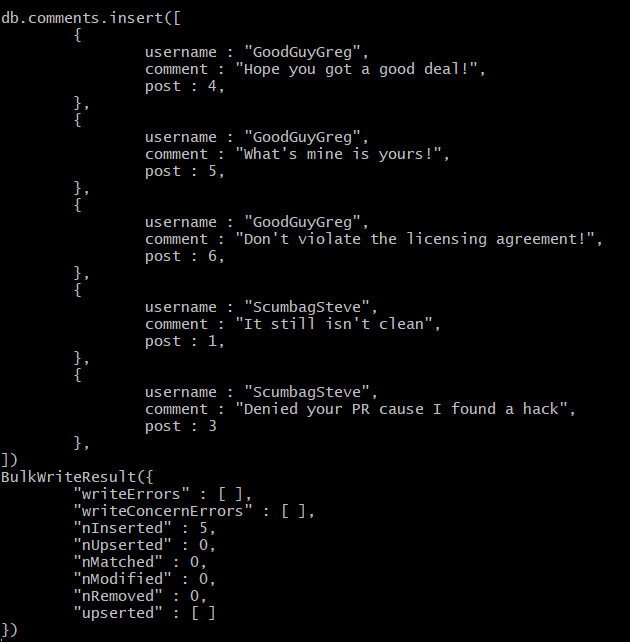 db.comments.insert([
        {
                username : "GoodGuyGreg",
                comment : "Hope you got a good deal!",
                post : 4,
        },
        {
                username : "GoodGuyGreg",
                comment : "What's mine is yours!",
                post : 5,
        },
        {
                username : "GoodGuyGreg",
                comment : "Don't violate the licensing agreement!",
                post : 6,
        },
        {
                username : "ScumbagSteve",
                comment : "It still isn't clean",
                post : 1,
        },
        {
                username : "ScumbagSteve",
                comment : "Denied your PR cause I found a hack",
                post : 3
        },
])
BulkWriteResult({
        "writeErrors" : [ ],
        "writeConcernErrors" : [ ],
        "nInserted" : 5,
        "nUpserted" : 0,
        "nMatched" : 0,
        "nModified" : 0,
        "nRemoved" : 0,
        "upserted" : [ ]
})